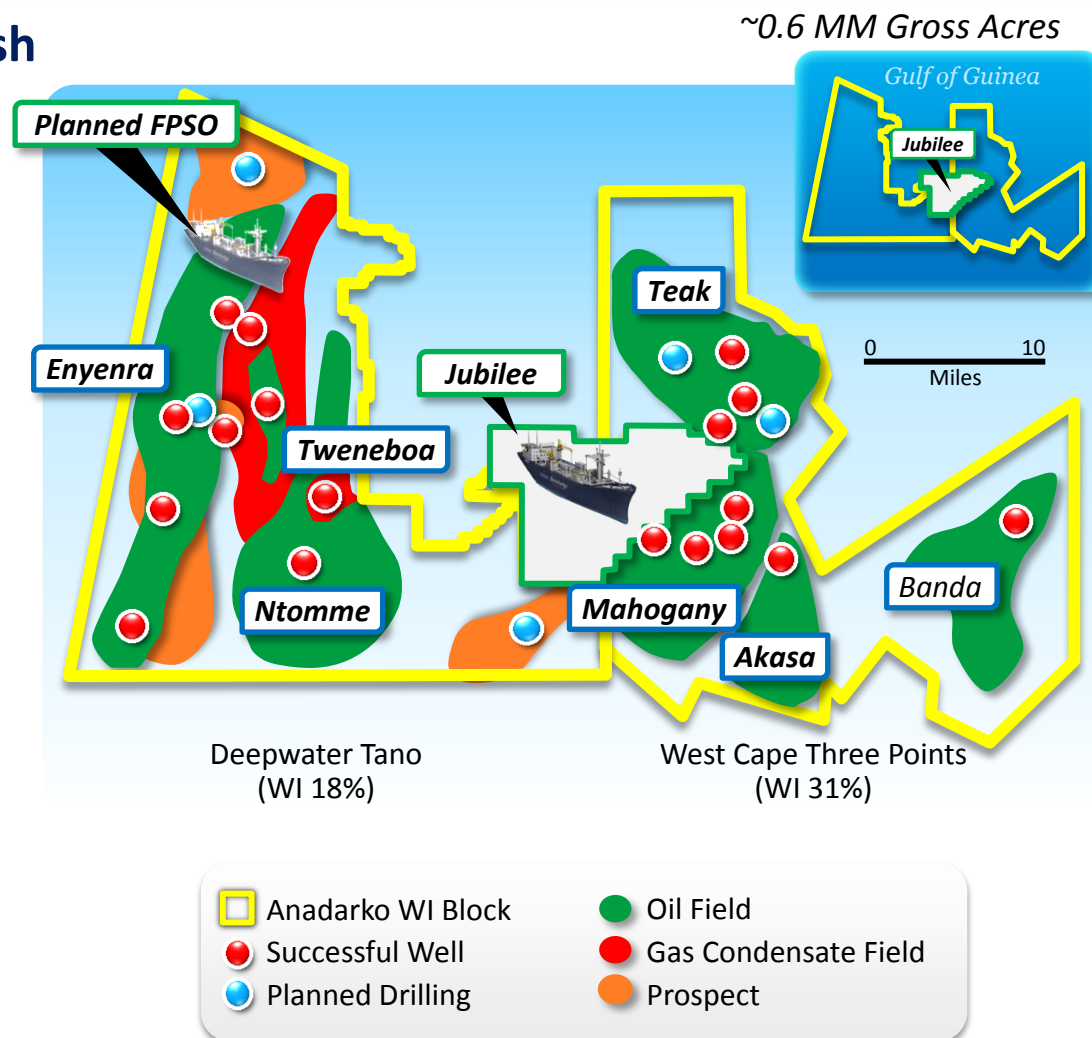 ~0.6 MM Gross Acres
Gulf of Guinea
Jubilee
Planned FPSO
Teak
0 10
Miles
Enyenra
Jubilee
Tweneboa
Banda
Ntomme
Mahogany
Akasa
Deepwater Tano
(WI 18%)
West Cape Three Points
(WI 31%)
Anadarko WI Block
Successful Well
Planned Drilling
Oil Field
Gas Condensate Field
Prospect